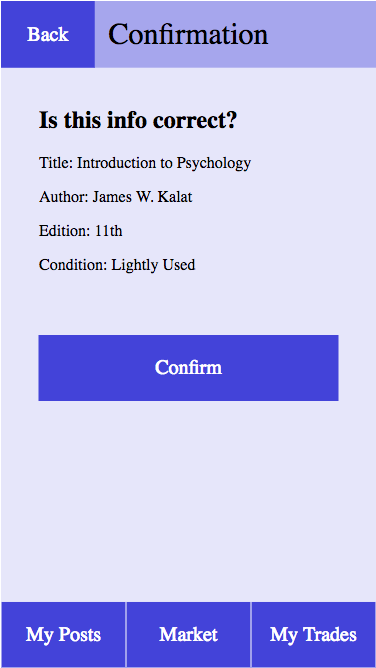 Back
Confirmation
Is this info correct?
Title: Introduction to Psychology
Author: James W. Kalat
Edition: 11th
Condition: Lightly Used
Confirm
My Posts
Market
My Trades